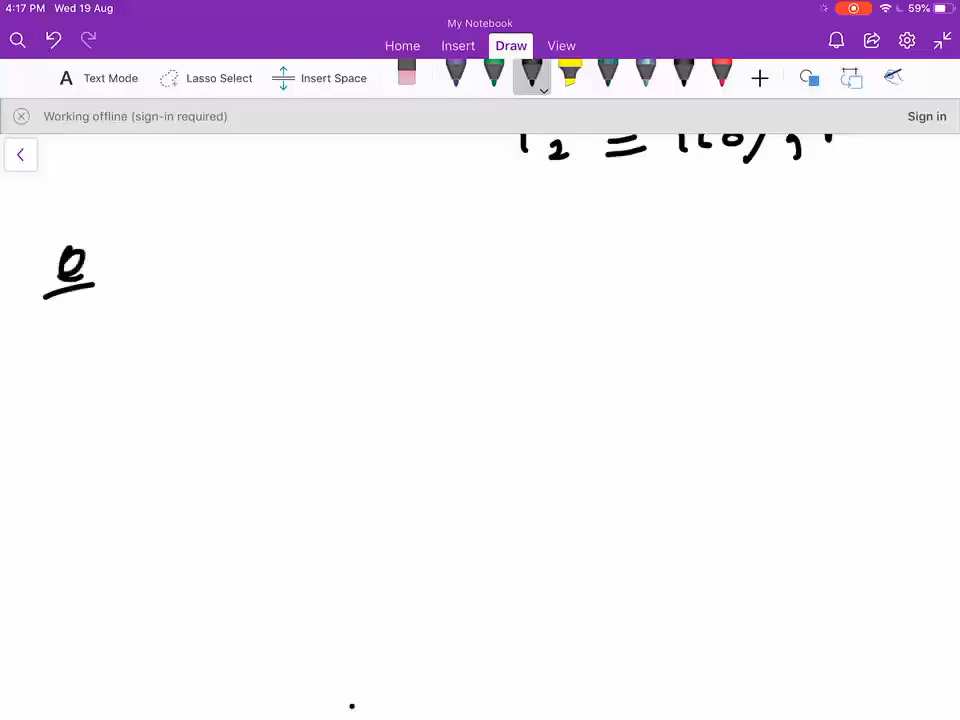 4:17 PM Wed 19 Aug
59%
My Notebook
Home Insert Draw View
Text Mode Lasso Select Insert Space
Working offline (sign-in required) Sign in